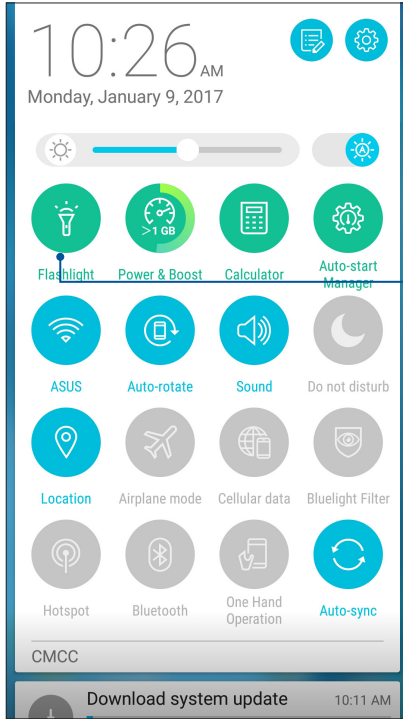 10:26 AM
Monday, January 9, 2017
A
>1 GB
Flashlight Power & Boost Calculator Auto-start
Manager
ASUS Auto-rotate Sound Do not disturb
Location Airplane mode Cellular data Bluelight Filter
Hotspot Bluetooth One Hand
Operation Auto-sync
CMCC
Download system update 10:11 AM